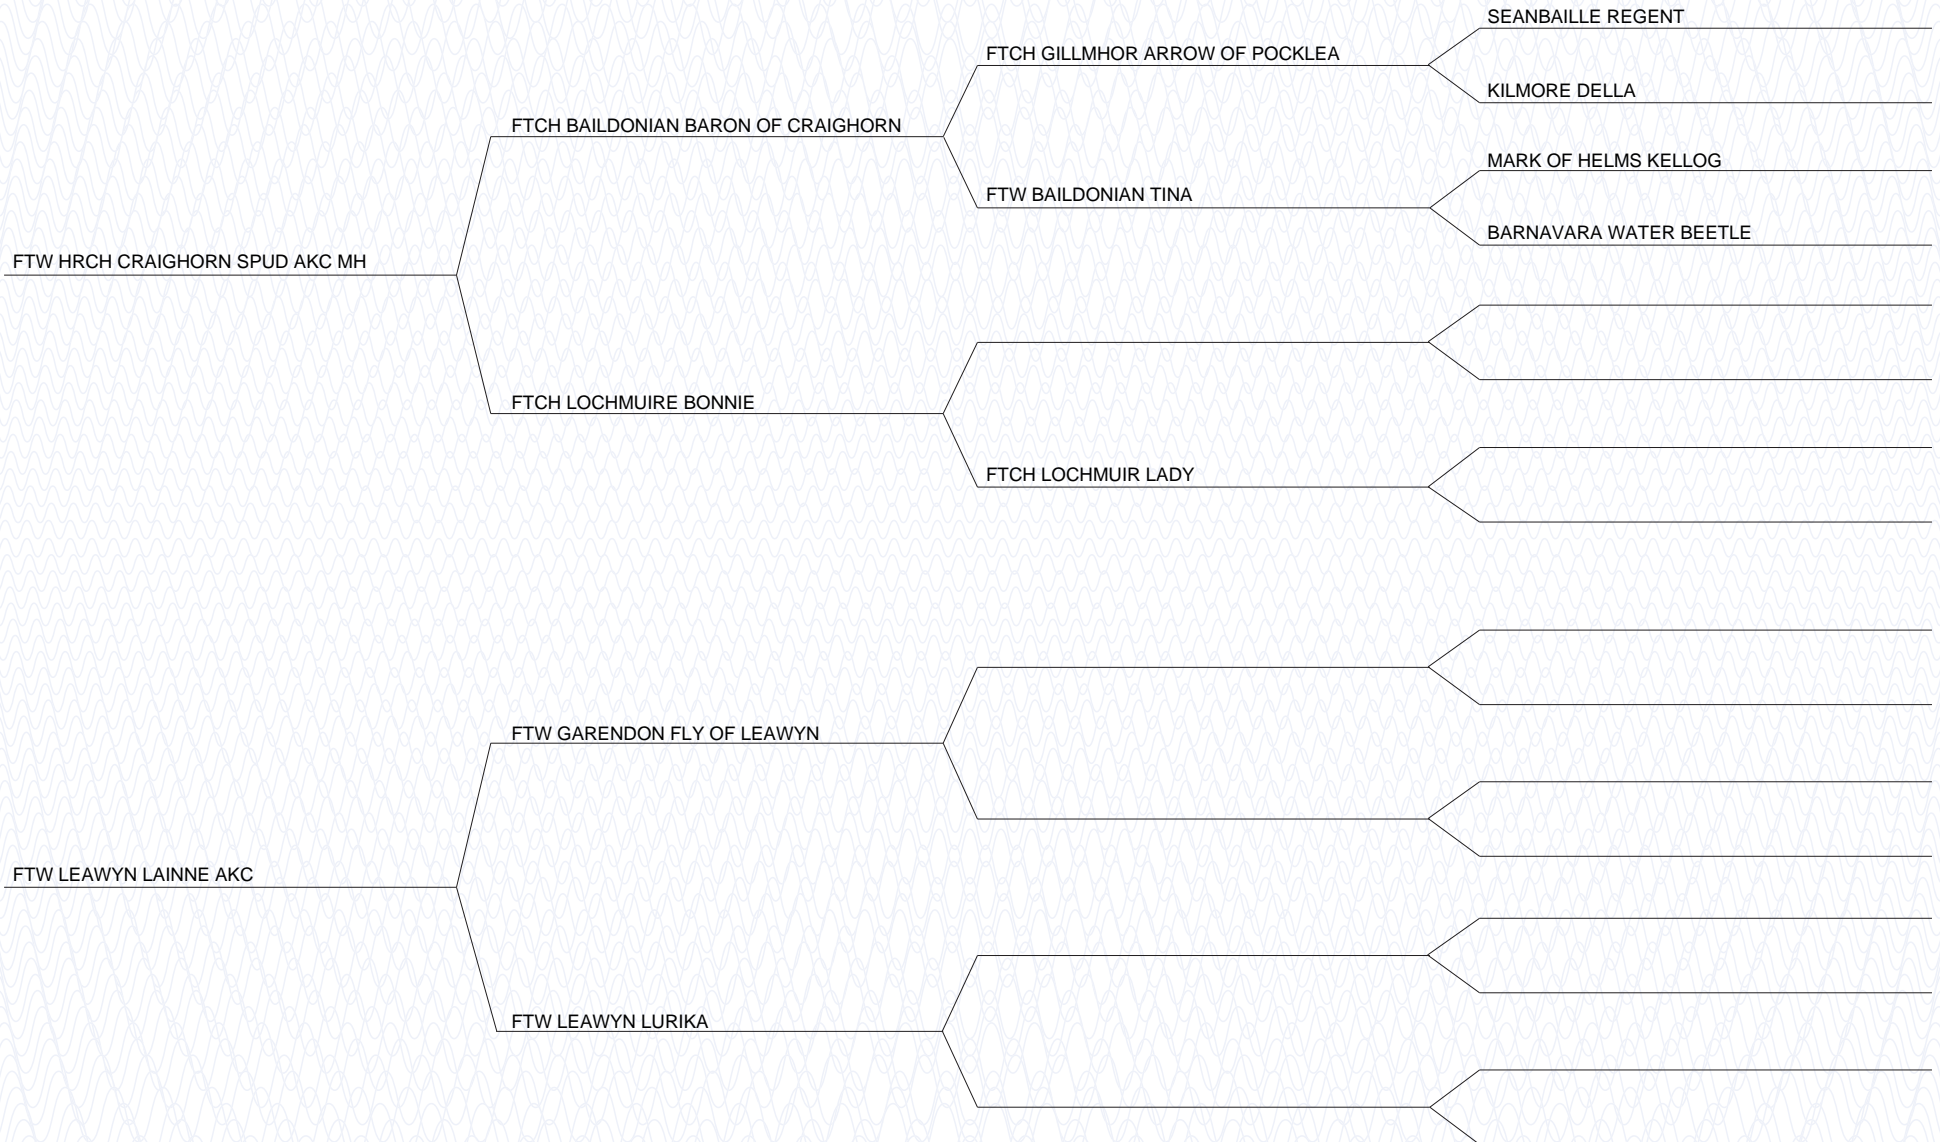 SEANBAILLE REGENT
FTCH GILLMHOR ARROW OF POCKLEA
KILMORE DELLA
FTCH BAILDONIAN BARON OF CRAIGHORN
MARK OF HELMS KELLOG
FTW BAILDONIAN TINA
BARNAVARA WATER BEETLE
FTW HRCH CRAIGHORN SPUD AKC MH
FTCH LOCHMUIRE BONNIE
FTCH LOCHMUIR LADY
FTW GARENDON FLY OF LEAWYN
FTW LEAWYN LAINNE AKC
FTW LEAWYN LURIKA